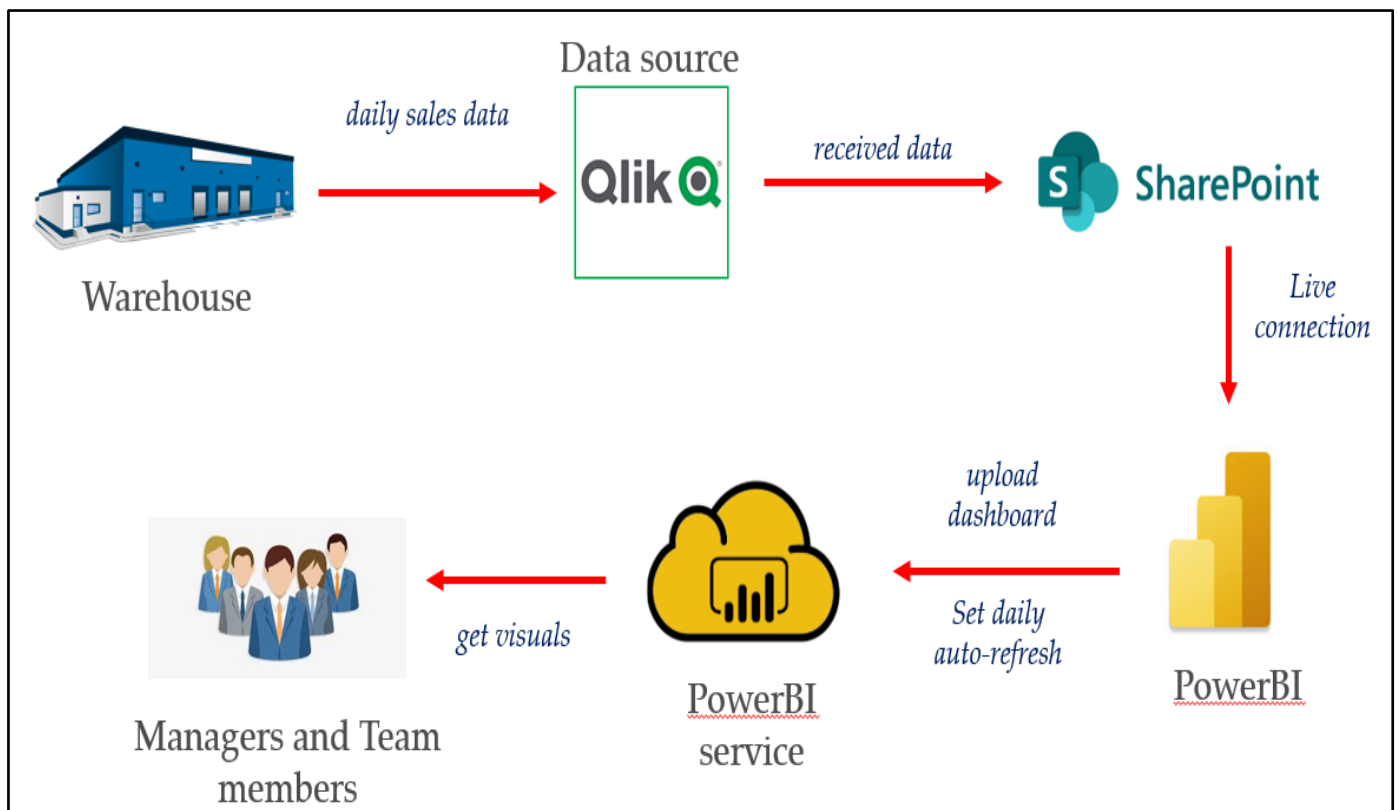 Data source
daily sales data
Qlik Q
®
received data
S SharePoint
Warehouse
Live
connection
upload
dashboard
Set daily
auto-refresh
PowerBI
PowerBI
service
get visuals
Managers and Team
members